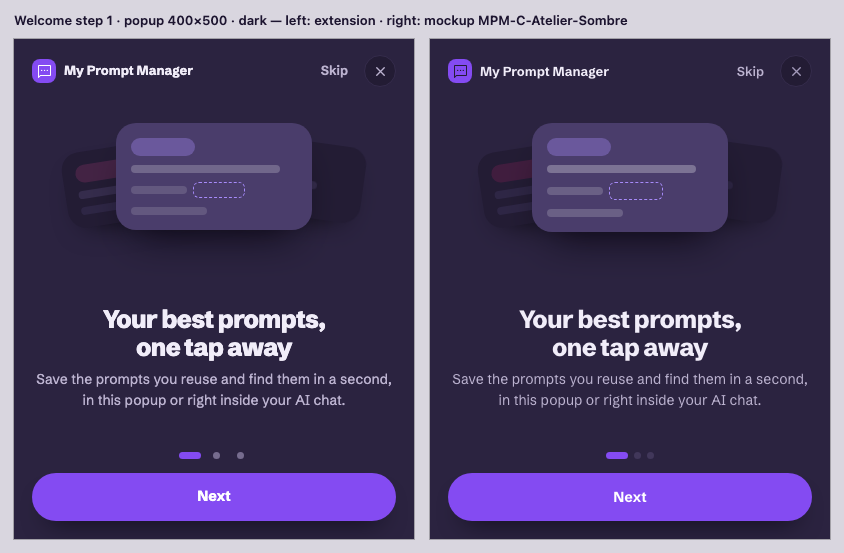 Welcome step 1 · popup 400×500 · dark — left: extension · right: mockup MPM-C-Atelier-Sombre
My Prompt Manager
Skip
Your best prompts,
one tap away
Save the prompts you reuse and find them in a second,
in this popup or right inside your AI chat.
Next
My Prompt Manager
Skip
Your best prompts,
one tap away
Save the prompts you reuse and find them in a second,
in this popup or right inside your AI chat.
Next